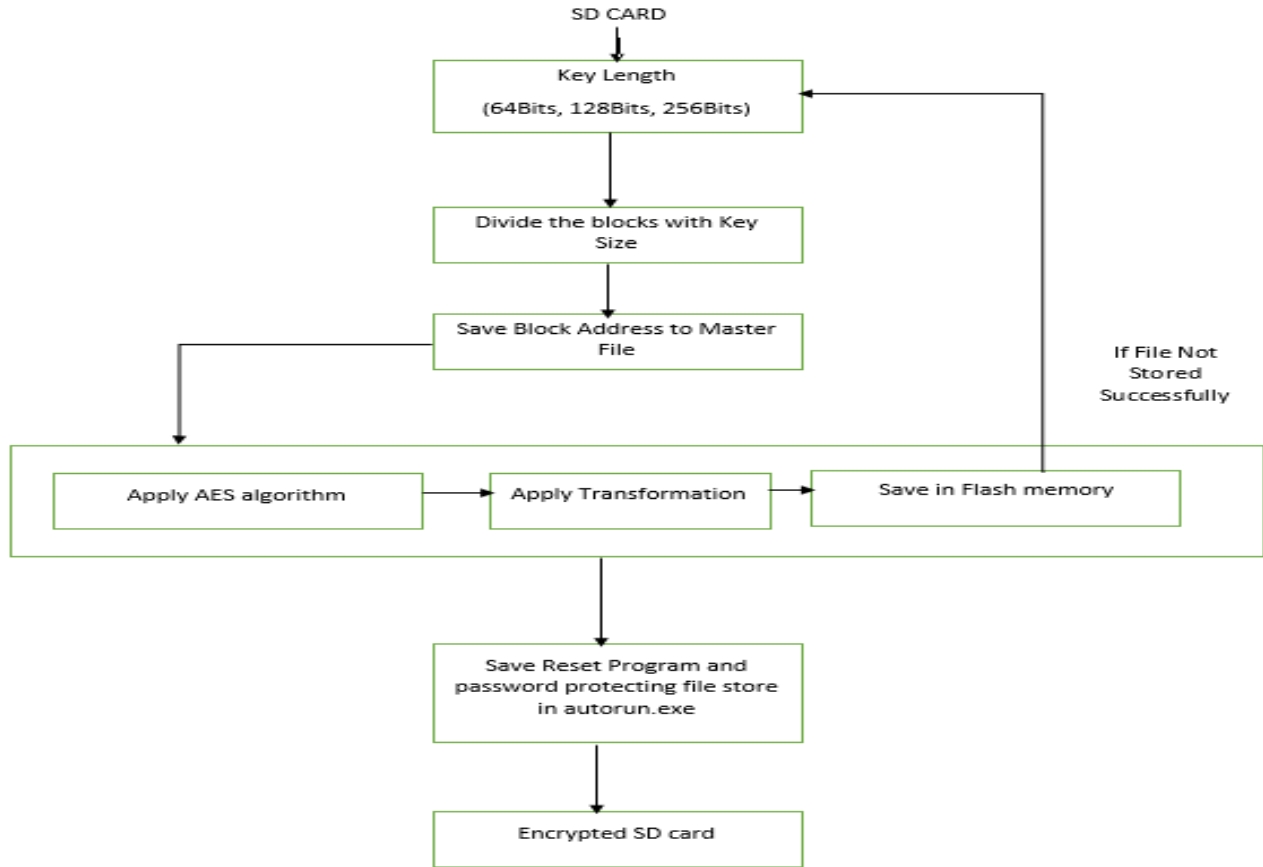 SD CARD
Key Length
(64Bits, 128Bits, 256Bits)
Divide the blocks with Key
Size
Save Block Address to Master
File
If File Not
Stored
Successfully
Apply AES algorithm
Apply Transformation
Save in Flash memory
Save Reset Program and
password protecting file store
in autorun.exe
Encrypted SD card